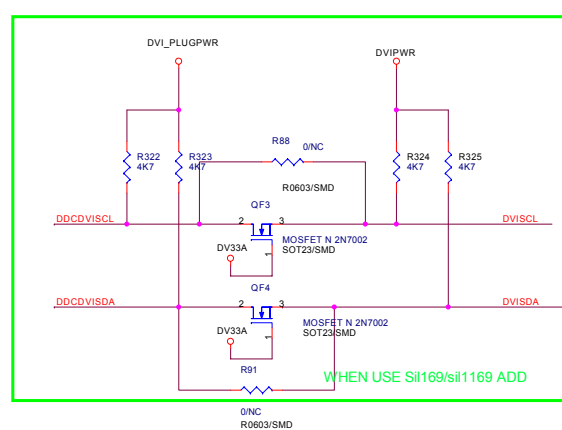 DVI_PLUGPWR
DVIPWR
R88
0/NC
R0603/SMD
R322
4K7
R323
4K7
R324
4K7
R325
4K7
DDCDVISCL
QF3
2
3
1
DVISCL
DV33A
MOSFET N 2N7002
SOT23/SMD
QF4
DDCDVISDA
2
3
1
DVISDA
DV33A
MOSFET N 2N7002
SOT23/SMD
R91
0/NC
R0603/SMD
WHEN USE Sil169/sil1169 ADD